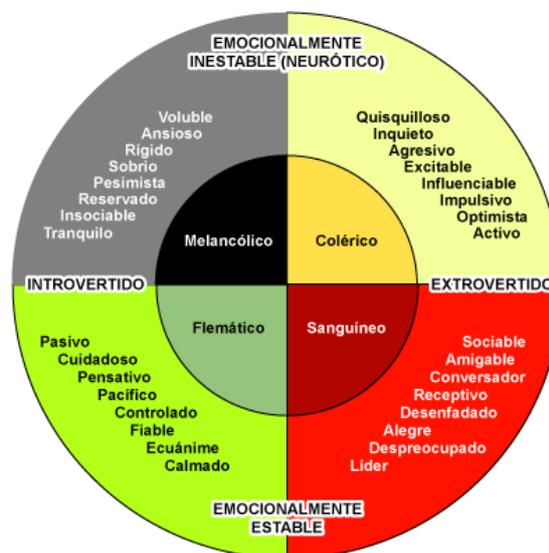 EMOCIONALMENTE
INESTABLE (NEURÓTICO)
Voluble
Ansioso
Rígido
Sobrio
Pesimista
Reservado
Insociable
Tranquilo
Quisquilloso
Inquieto
Agresivo
Excitable
Influenciable
Impulsivo
Optimista
Activo
Melancólico
Colérico
INTROVERTIDO
EXTROVERTIDO
Flemático
Sanguíneo
Pasivo
Cuidadoso
Pensativo
Pacífico
Controlado
Fiable
Ecuánime
Calmado
Sociable
Amigable
Conversador
Receptivo
Desenfadado
Alegre
Despreocupado
Líder
EMOCIONALMENTE
ESTABLE